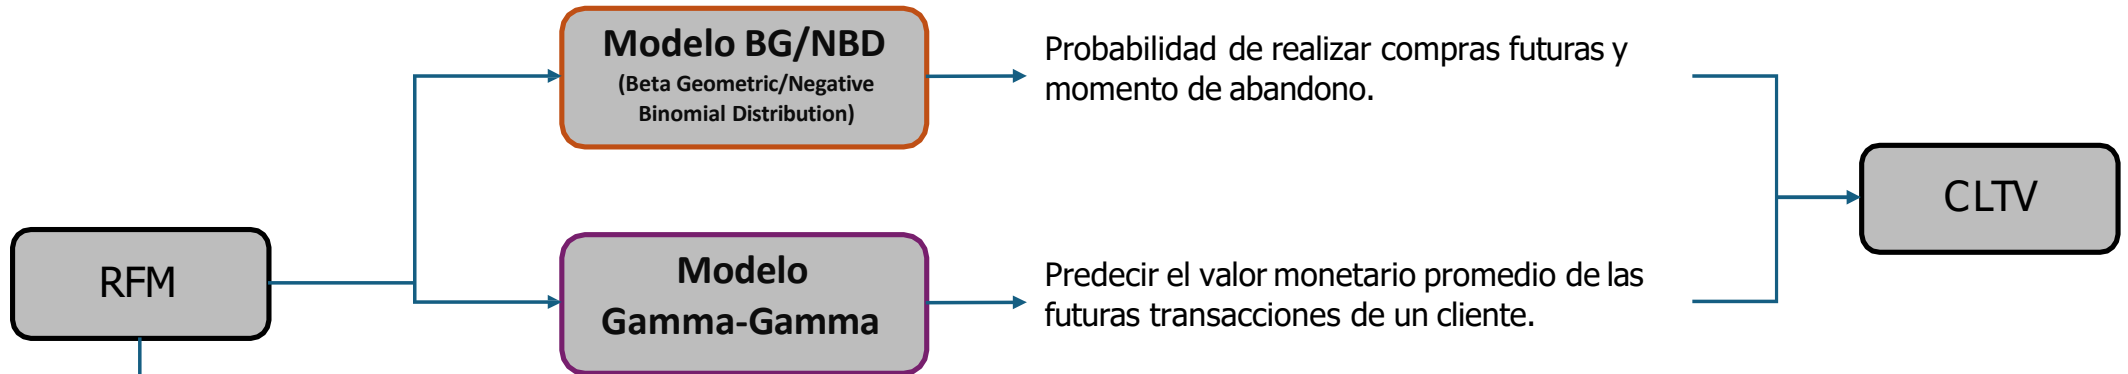 Modelo BG/NBD
(Beta Geometric/Negative
Binomial Distribution)
Probabilidad de realizar compras futuras y
momento de abandono.
CLTV
RFM
Modelo
Gamma-Gamma
Predecir el valor monetario promedio de las
futuras transacciones de un cliente.